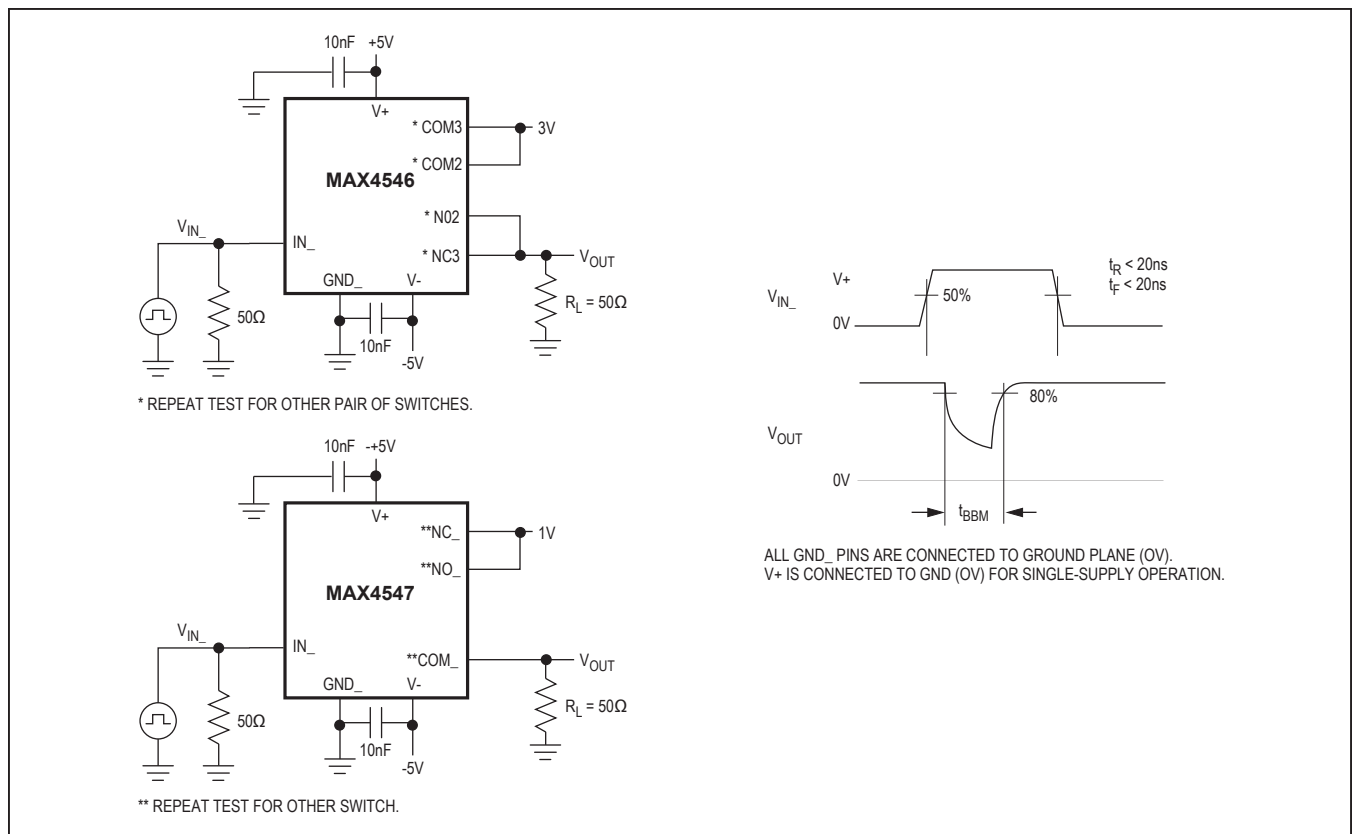 10nF +5V
V+
* COM3
3V
* COM2
MAX4546
* N02
V_IN_
IN_
* NC3
V_OUT
GND_
V-
R_L = 50Ω
50Ω
10nF
-5V
* REPEAT TEST FOR OTHER PAIR OF SWITCHES.
10nF -+5V
V+
**NC_
1V
**NO_
MAX4547
V_IN_
IN_
**COM_
V_OUT
GND_
V-
R_L = 50Ω
50Ω
10nF
-5V
** REPEAT TEST FOR OTHER SWITCH.
t_R < 20ns
t_F < 20ns
V+
V_IN_
50%
0V
80%
V_OUT
0V
t_BBM
ALL GND_ PINS ARE CONNECTED TO GROUND PLANE (OV).
V+ IS CONNECTED TO GND (OV) FOR SINGLE-SUPPLY OPERATION.